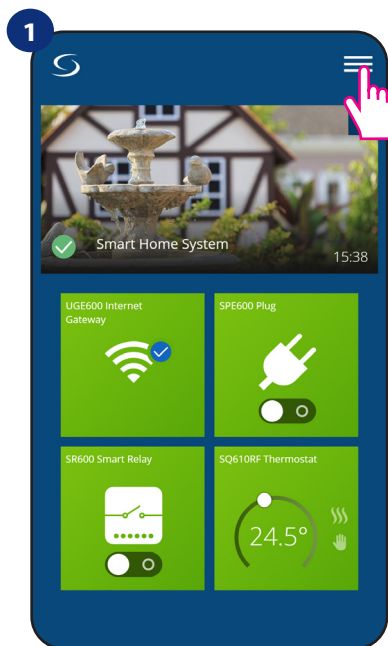 1
Smart Home System
15:38
UGE600 Internet
Gateway
SPE600 Plug
SR600 Smart Relay
SQ610RF Thermostat
24.5°